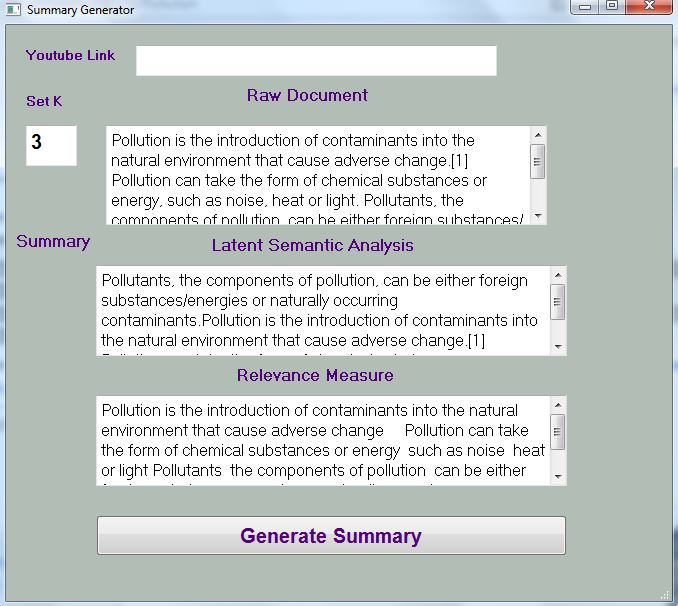 Summary Generator
Youtube Link
Set K
3
Raw Document
Pollution is the introduction of contaminants into the
natural environment that cause adverse change.[1]
Pollution can take the form of chemical substances or
energy, such as noise, heat or light. Pollutants, the
components of pollution, can be either foreign substances/
Summary
Latent Semantic Analysis
Pollutants, the components of pollution, can be either foreign
substances/energies or naturally occurring
contaminants.Pollution is the introduction of contaminants into
the natural environment that cause adverse change.[1]
Relevance Measure
Pollution is the introduction of contaminants into the natural
environment that cause adverse change    Pollution can take
the form of chemical substances or energy  such as noise  heat
or light Pollutants  the components of pollution  can be either
Generate Summary